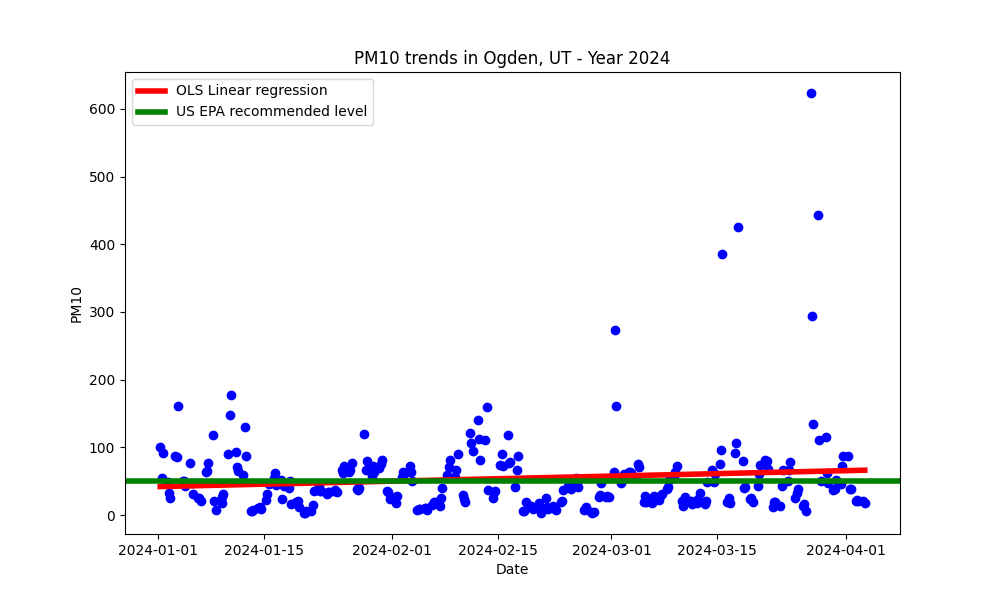 PM10 trends in Ogden, UT - Year 2024
OLS Linear regression
US EPA recommended level
600
500
400
300
200
100
0
PM10
2024-01-01
2024-01-15
2024-02-01
2024-02-15
2024-03-01
2024-03-15
2024-04-01
Date